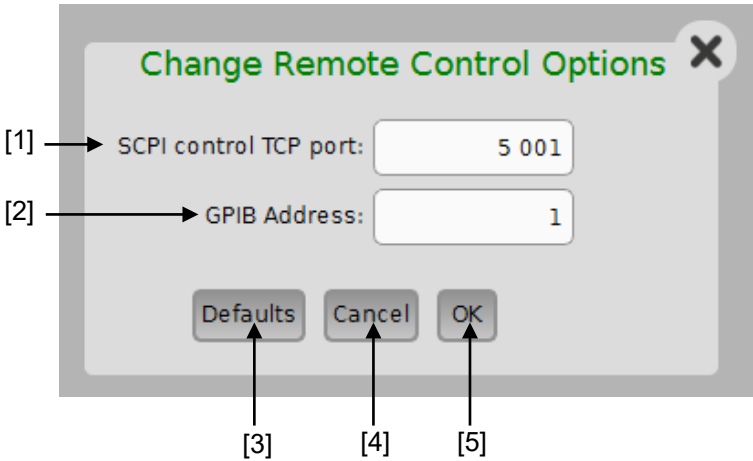 Change Remote Control Options
[1] SCPI control TCP port: 5 001
[2] GPIB Address: 1
Defaults Cancel OK
[3] [4] [5]